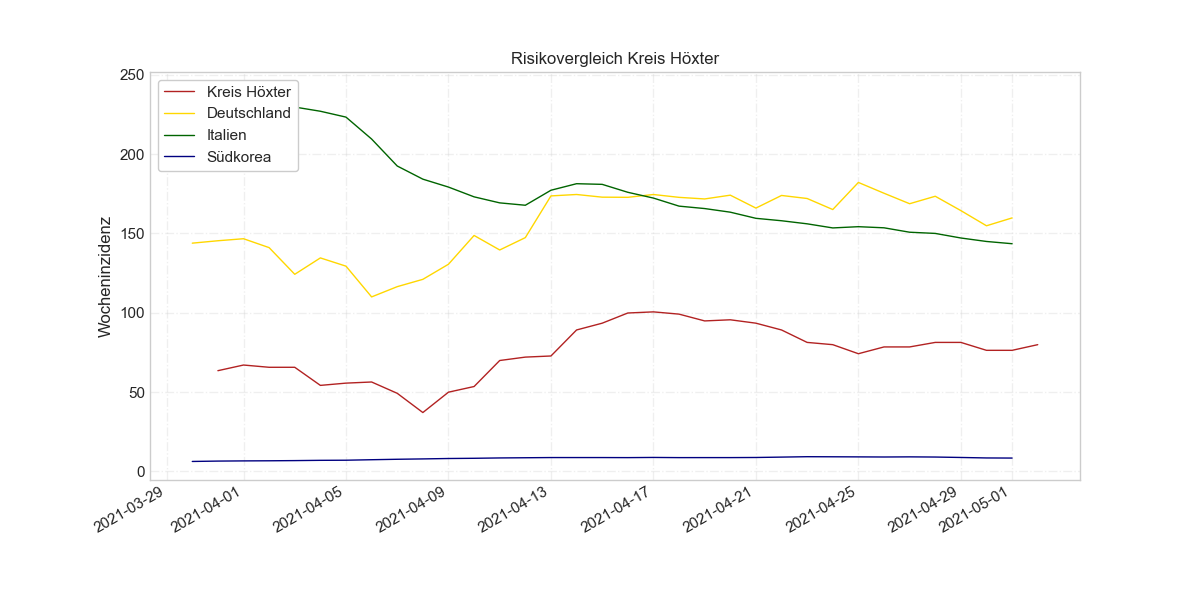 Risikovergleich Kreis Höxter
Kreis Höxter
Deutschland
Italien
Südkorea
Wocheninzidenz
250
200
150
100
50
0
2021-03-29
2021-04-01
2021-04-05
2021-04-09
2021-04-13
2021-04-17
2021-04-21
2021-04-25
2021-04-29
2021-05-01